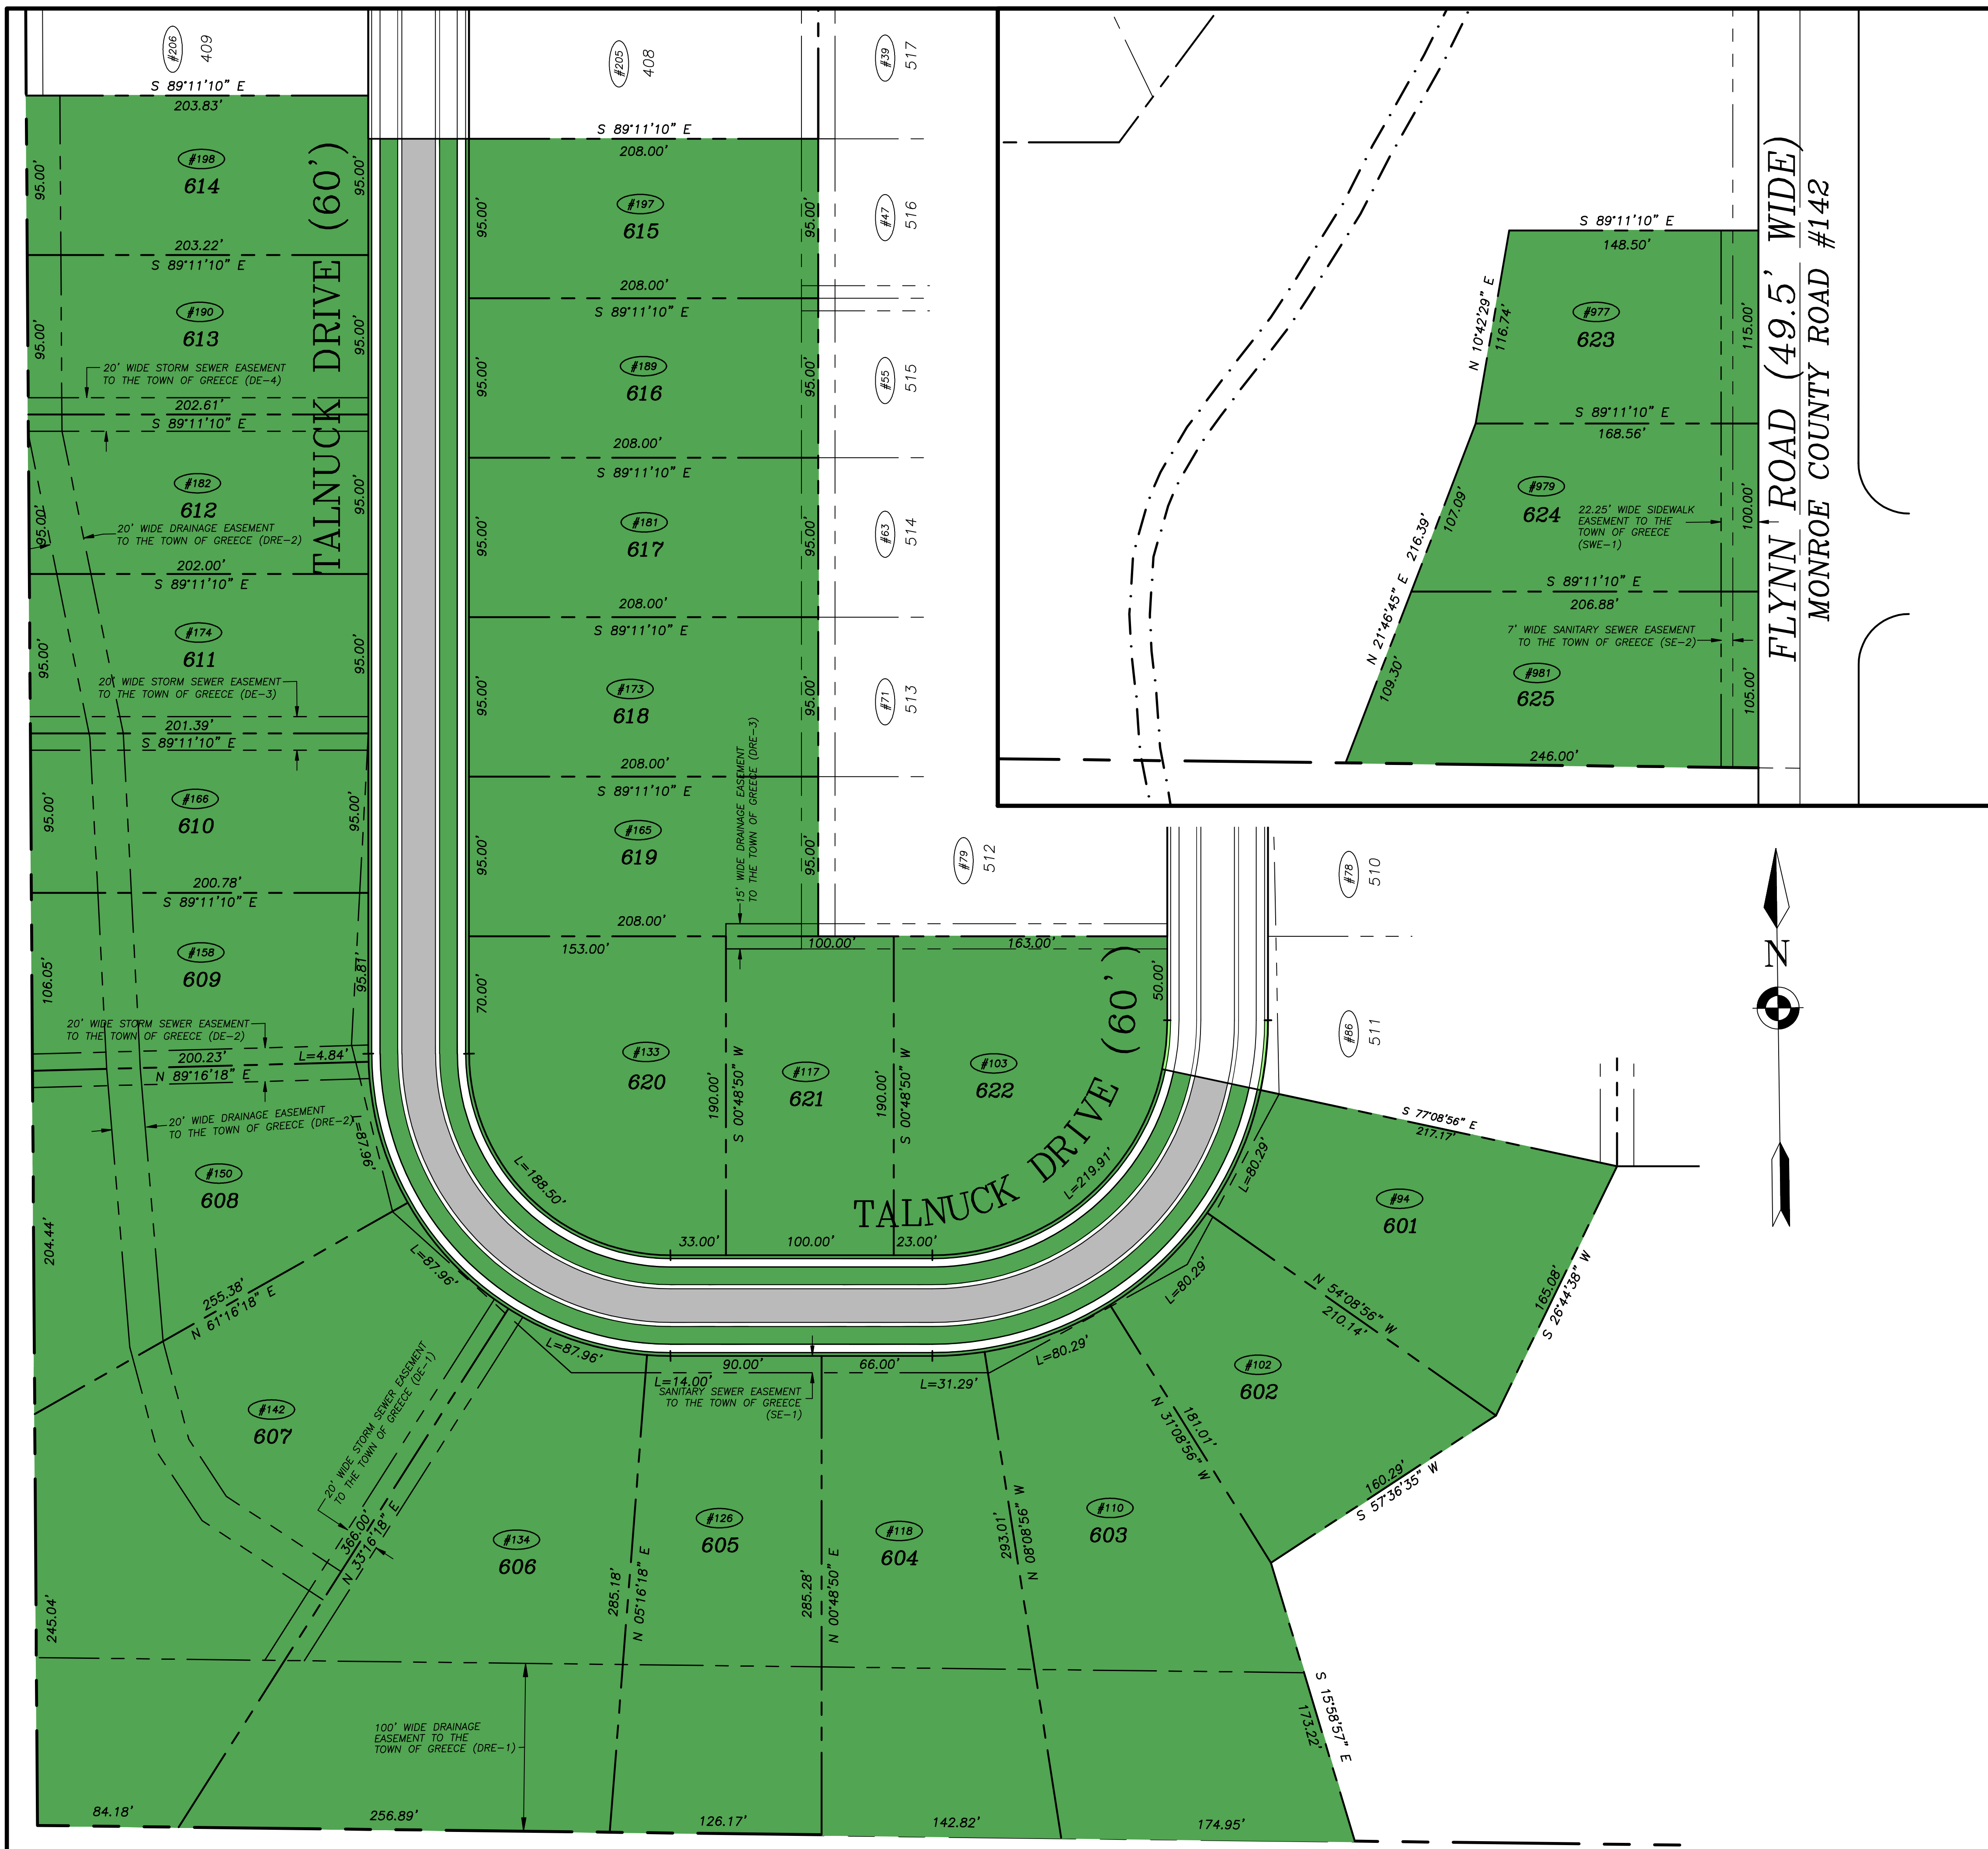 #206
409
S 89°11'10" E
203.83'
#198
614
95.00'
95.00'
203.22'
S 89°11'10" E
#190
613
95.00'
95.00'
20' WIDE STORM SEWER EASEMENT
TO THE TOWN OF GREECE (DE-4)
202.61'
S 89°11'10" E
#182
612
95.00'
95.00'
20' WIDE DRAINAGE EASEMENT
TO THE TOWN OF GREECE (DRE-2)
202.00'
S 89°11'10" E
#174
611
95.00'
95.00'
20' WIDE STORM SEWER EASEMENT
TO THE TOWN OF GREECE (DE-3)
201.39'
S 89°11'10" E
#166
610
95.00'
95.00'
200.78'
S 89°11'10" E
#158
609
106.05'
95.81'
20' WIDE STORM SEWER EASEMENT
TO THE TOWN OF GREECE (DE-2)
200.23'
L=4.84'
N 89°16'18" E
20' WIDE DRAINAGE EASEMENT
TO THE TOWN OF GREECE (DRE-2)
L=87.96'
#150
608
204.44'
255.38'
N 61°16'18" E
L=87.96'
#142
607
245.04'
84.18'
20' WIDE STORM SEWER EASEMENT
TO THE TOWN OF GREECE (DE-1)
366.00'
N 33°16'18" E
TALNUCK DRIVE (60')
#205
408
S 89°11'10" E
208.00'
#197
615
95.00'
95.00'
208.00'
S 89°11'10" E
#189
616
95.00'
95.00'
208.00'
S 89°11'10" E
#181
617
95.00'
95.00'
208.00'
S 89°11'10" E
#173
618
95.00'
95.00'
208.00'
S 89°11'10" E
#165
619
95.00'
95.00'
208.00'
15' WIDE DRAINAGE EASEMENT
TO THE TOWN OF GREECE (DRE-3)
153.00'
100.00'
163.00'
70.00'
50.00'
#133
620
190.00'
S 00°48'50" W
#117
621
190.00'
S 00°48'50" W
#103
622
L=188.50'
L=219.91'
33.00'
100.00'
23.00'
TALNUCK DRIVE (60')
#39
517
#47
516
#55
515
#63
514
#71
513
#79
512
#78
510
#86
511
S 77°08'56" E
217.17'
#94
601
L=80.29'
165.08'
S 26°44'38" W
N 54°08'56" W
210.14'
L=80.29'
#102
602
160.29'
S 57°36'35" W
181.01'
N 31°08'56" W
L=80.29'
#110
603
L=31.29'
293.01'
N 08°08'56" W
S 15°58'57" E
173.22'
174.95'
66.00'
#118
604
142.82'
90.00'
L=14.00'
SANITARY SEWER EASEMENT
TO THE TOWN OF GREECE
(SE-1)
285.28'
N 00°48'50" E
#126
605
126.17'
285.18'
N 05°16'18" E
L=87.96'
#134
606
100' WIDE DRAINAGE
EASEMENT TO THE
TOWN OF GREECE (DRE-1)
256.89'
S 89°11'10" E
148.50'
#977
623
N 10°42'29" E
116.74'
115.00'
S 89°11'10" E
168.56'
#979
624
22.25' WIDE SIDEWALK
EASEMENT TO THE
TOWN OF GREECE
(SWE-1)
100.00'
N 21°46'45" E 216.39'
107.09'
S 89°11'10" E
206.88'
7' WIDE SANITARY SEWER EASEMENT
TO THE TOWN OF GREECE (SE-2)
#981
625
109.30'
105.00'
246.00'
FLYNN ROAD (49.5' WIDE)
MONROE COUNTY ROAD #142
N